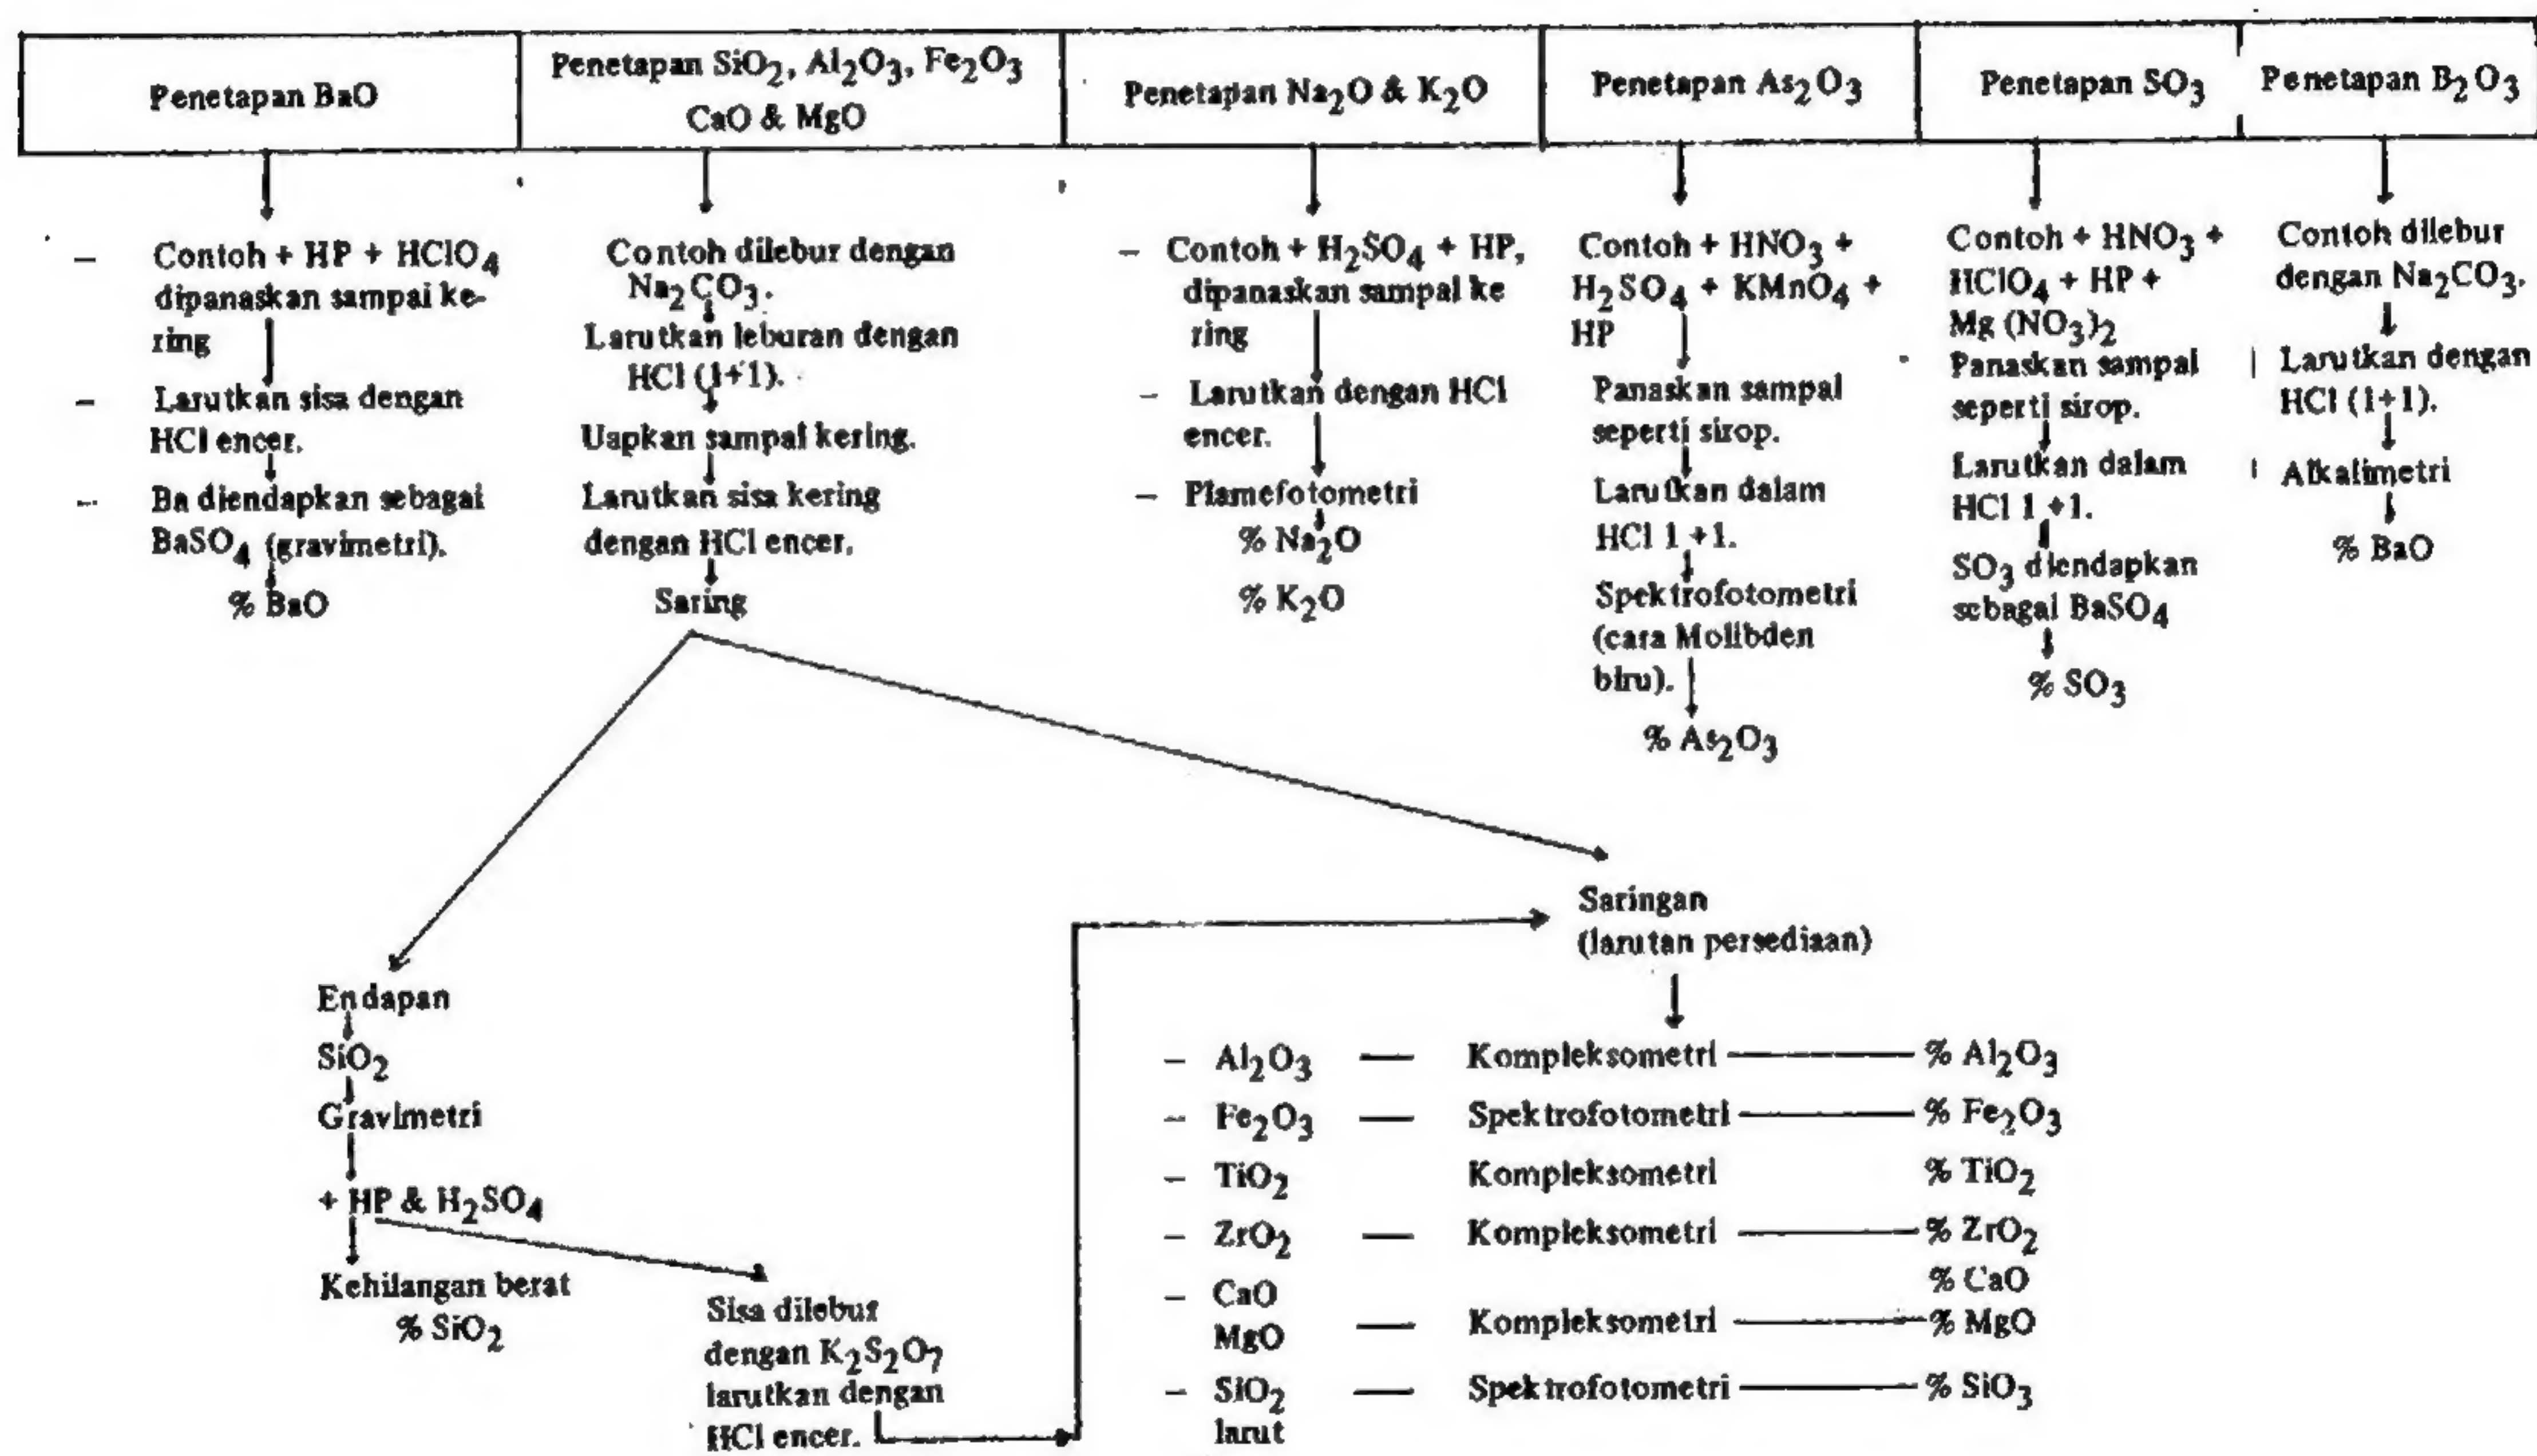 Penetapan BaO
Penetapan SiO2, Al2O3, Fe2O3
CaO & MgO
Penetapan Na2O & K2O
Penetapan As2O3
Penetapan SO3
Penetapan B2O3
– Contoh + HP + HClO4
dipanaskan sampai ke-
ring
– Larutkan sisa dengan
HCl encer.
– Ba diendapkan sebagai
BaSO4 (gravimetri).
% BaO
Contoh dilebur dengan
Na2CO3.
Larutkan leburan dengan
HCl (1+1).
Uapkan sampai kering.
Larutkan sisa kering
dengan HCl encer.
Saring
– Contoh + H2SO4 + HP,
dipanaskan sampai ke
ring
– Larutkan dengan HCl
encer.
– Plamefotometri
% Na2O
% K2O
Contoh + HNO3 +
H2SO4 + KMnO4 +
HP
Panaskan sampai
seperti sirop.
Larutkan dalam
HCl 1 +1.
Spektrofotometri
(cara Molibden
biru).
% As2O3
Contoh + HNO3 +
HClO4 + HP +
Mg (NO3)2
Panaskan sampai
seperti sirop.
Larutkan dalam
HCl 1 +1.
SO3 diendapkan
sebagai BaSO4
% SO3
Contoh dilebur
dengan Na2CO3.
Larutkan dengan
HCl (1+1).
Alkalimetri
% BaO
Endapan
SiO2
Gravimetri
+ HP & H2SO4
Kehilangan berat
% SiO2
Sisa dilebur
dengan K2S2O7
larutkan dengan
HCl encer.
Saringan
(larutan persediaan)
– Al2O3 — Kompleksometri — % Al2O3
– Fe2O3 — Spektrofotometri — % Fe2O3
– TiO2 Kompleksometri % TiO2
– ZrO2 — Kompleksometri — % ZrO2
– CaO % CaO
MgO — Kompleksometri — % MgO
– SiO2 — Spektrofotometri — % SiO3
larut